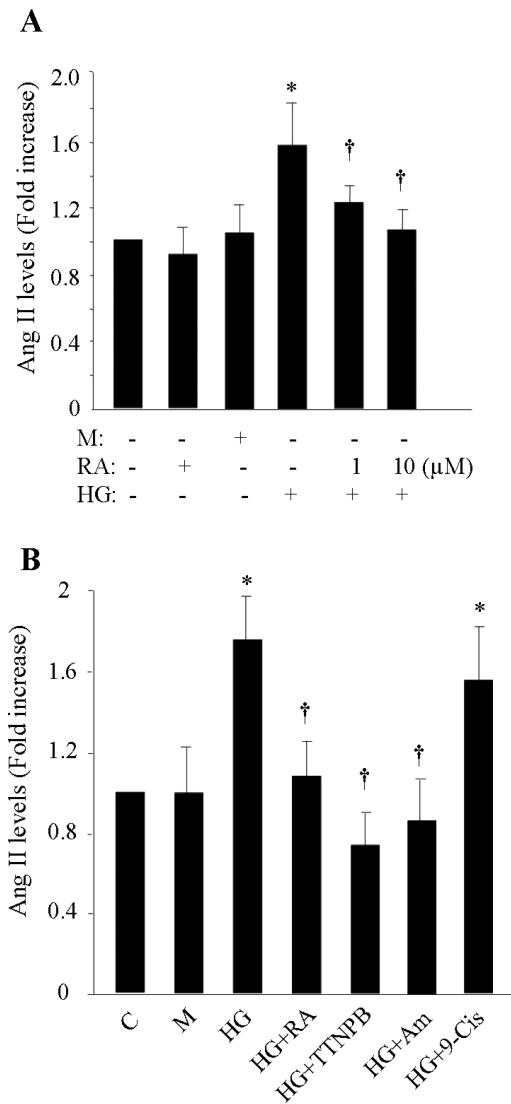 A
Ang II levels (Fold increase)
2.0
1.6
1.2
0.8
0.4
0
*
†
†
M: - - + - - -
RA: - + - - 1 10 (µM)
HG: - - - + + +
B
Ang II levels (Fold increase)
2
1.6
1.2
0.8
0.4
0
*
†
†
†
*
C
M
HG
HG+RA
HG+TTNPB
HG+Am
HG+9-Cis